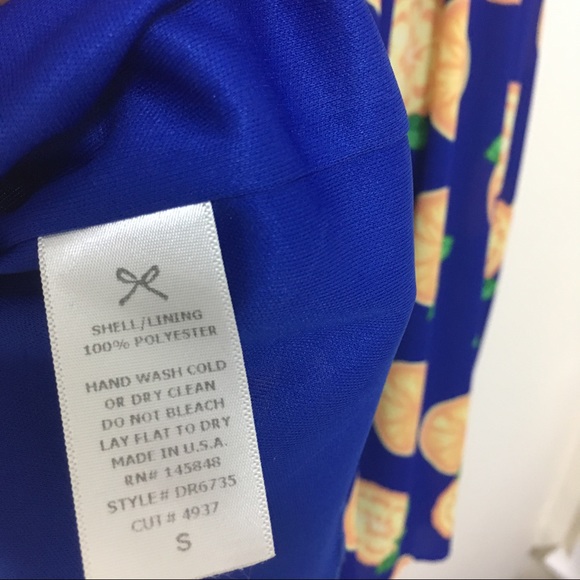 SHELL/LINING
100% POLYESTER
HAND WASH COLD
OR DRY CLEAN
DO NOT BLEACH
LAY FLAT TO DRY
MADE IN U.S.A.
RN# 145848
STYLE# DR6735
CUT# 4937
S